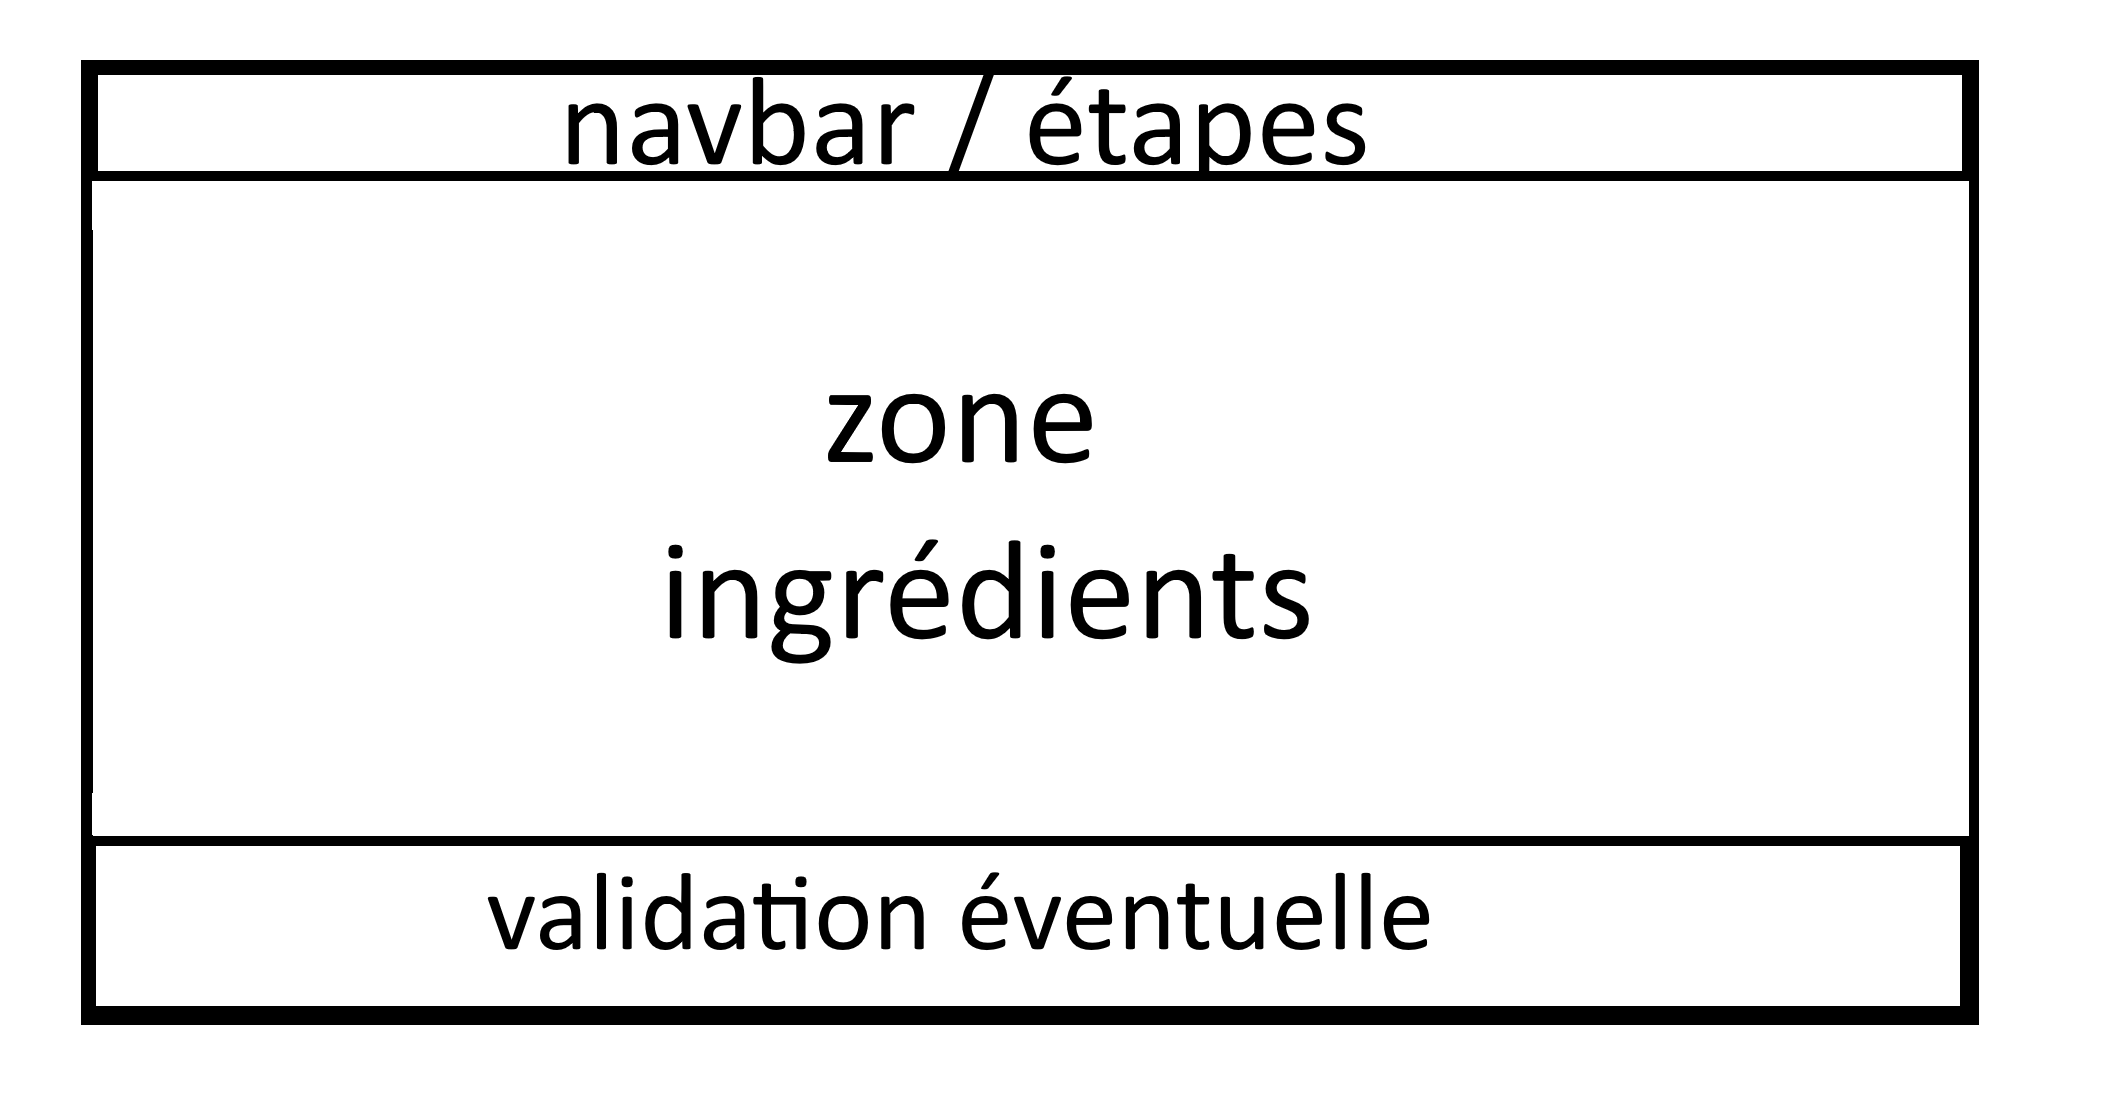 navbar / étapes
zone
ingrédients
validation éventuelle